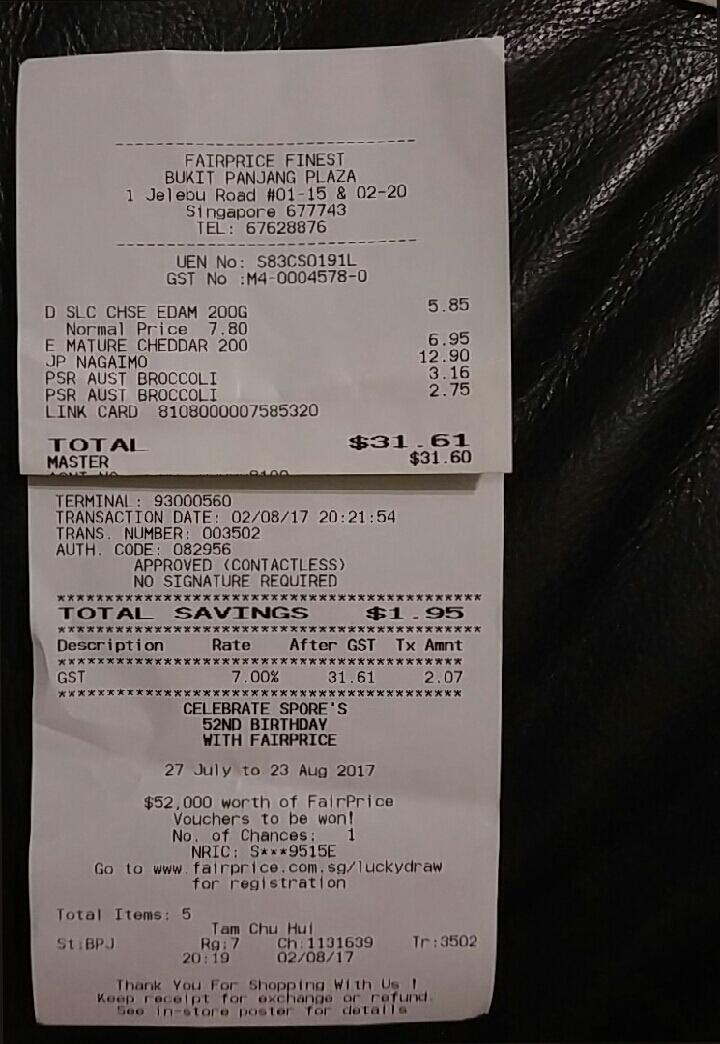 --------------------------------
FAIRPRICE FINEST
BUKIT PANJANG PLAZA
1 Jelebu Road #01-15 & 02-20
Singapore 677743
TEL: 67628876
--------------------------------
UEN No: S83CS0191L
GST No :M4-0004578-0
D SLC CHSE EDAM 200G 5.85
Normal Price 7.80
E MATURE CHEDDAR 200 6.95
JP NAGAIMO 12.90
PSR AUST BROCCOLI 3.16
PSR AUST BROCCOLI 2.75
LINK CARD 8108000007585320
TOTAL $31.61
MASTER $31.60
TERMINAL: 93000560
TRANSACTION DATE: 02/08/17 20:21:54
TRANS. NUMBER: 003502
AUTH. CODE: 082956
APPROVED (CONTACTLESS)
NO SIGNATURE REQUIRED
********************************************
TOTAL SAVINGS $1.95
********************************************
Description Rate After GST Tx Amnt
******************************************
GST 7.00% 31.61 2.07
******************************************
CELEBRATE SPORE'S
52ND BIRTHDAY
WITH FAIRPRICE
27 July to 23 Aug 2017
$52,000 worth of FairPrice
Vouchers to be won!
No. of Chances: 1
NRIC: S***9515E
Go to www.fairprice.com.sg/luckydraw
for registration
Total Items: 5
Tam Chu Hui
St:BPJ Rg:7 Ch:1131639 Tr:3502
20:19 02/08/17
Thank You For Shopping With Us !
Keep receipt for exchange or refund.
See in-store poster for details